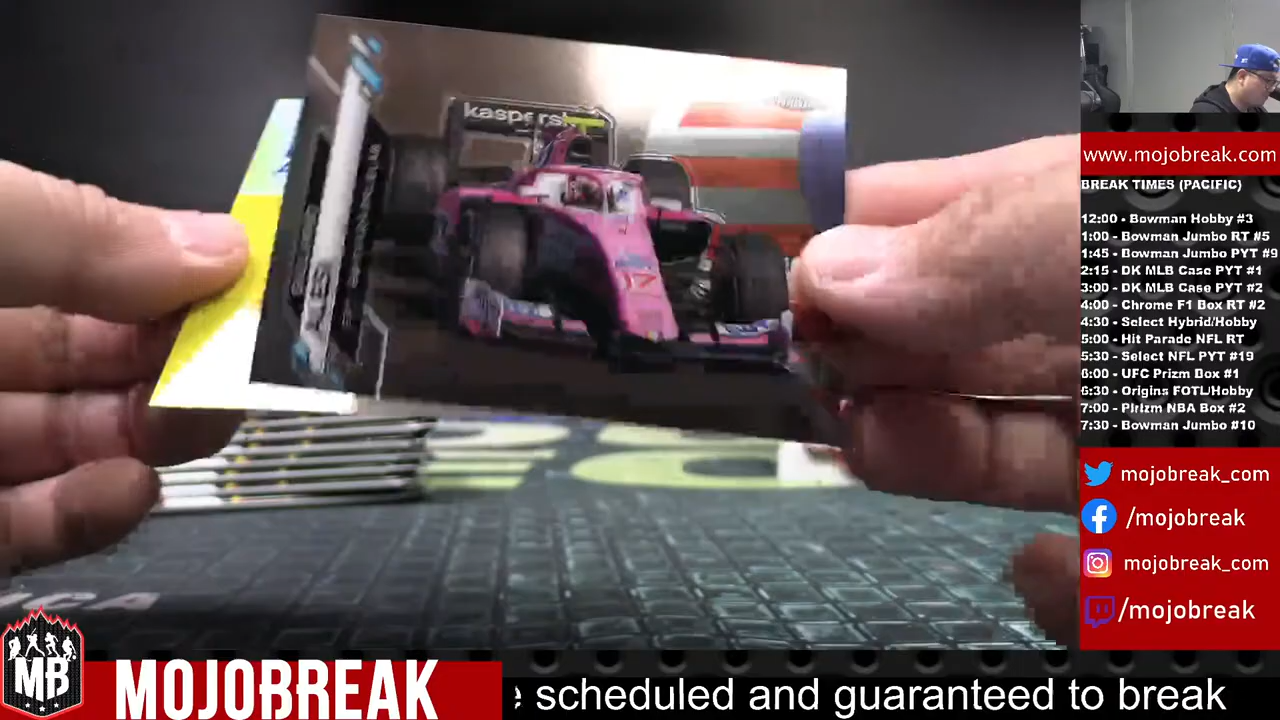 kaspersk
17
www.mojobreak.com
BREAK TIMES (PACIFIC)
12:00 - Bowman Hobby #3
1:00 - Bowman Jumbo RT #5
1:45 - Bowman Jumbo PYT #9
2:15 - DK MLB Case PYT #1
3:00 - DK MLB Case PYT #2
4:00 - Chrome F1 Box RT #2
4:30 - Select Hybrid/Hobby
5:00 - Hit Parade NFL RT
5:30 - Select NFL PYT #19
6:00 - UFC Prizm Box #1
6:30 - Origins FOTL/Hobby
7:00 - Pirizm NBA Box #2
7:30 - Bowman Jumbo #10
mojobreak_com
/mojobreak
mojobreak_com
/mojobreak
MB
MOJOBREAK
e scheduled and guaranteed to break